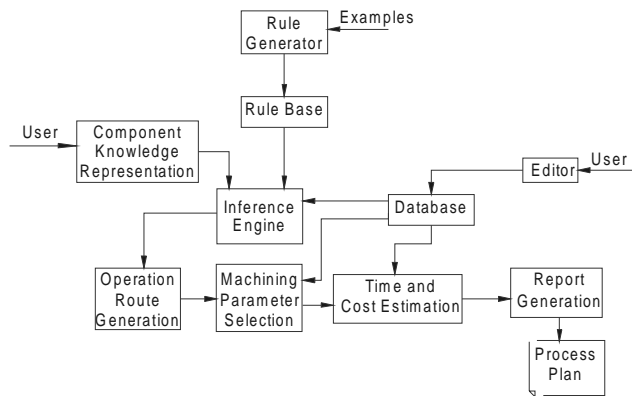 Rule
Generator
Examples
Rule Base
User
Component
Knowledge
Representation
Editor
User
Inference
Engine
Database
Operation
Route
Generation
Machining
Parameter
Selection
Time and
Cost Estimation
Report
Generation
Process
Plan